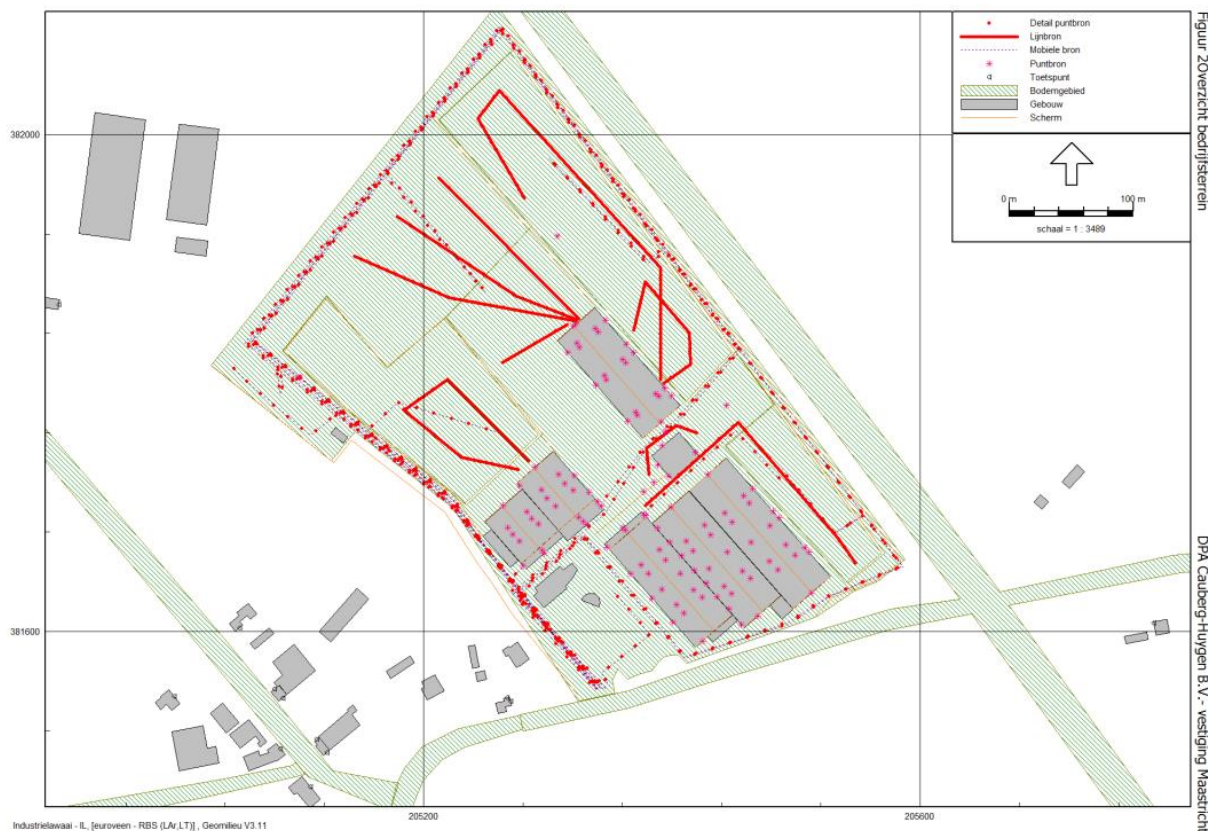 Figuur 2Overzicht bedrijfsterrein
Detail puntbron
Lijnbron
Mobiele bron
Puntbron
Toetspunt
Bodemgebied
Gebouw
Scherm
0 m
100 m
schaal = 1 : 3489
382000
381600
205200
205600
DPA Cauberg-Huygen B.V.- vestiging Maastricht
Industrielawaai - IL, [euroveen - RBS (LAr,LT)] , Geomilieu V3.11